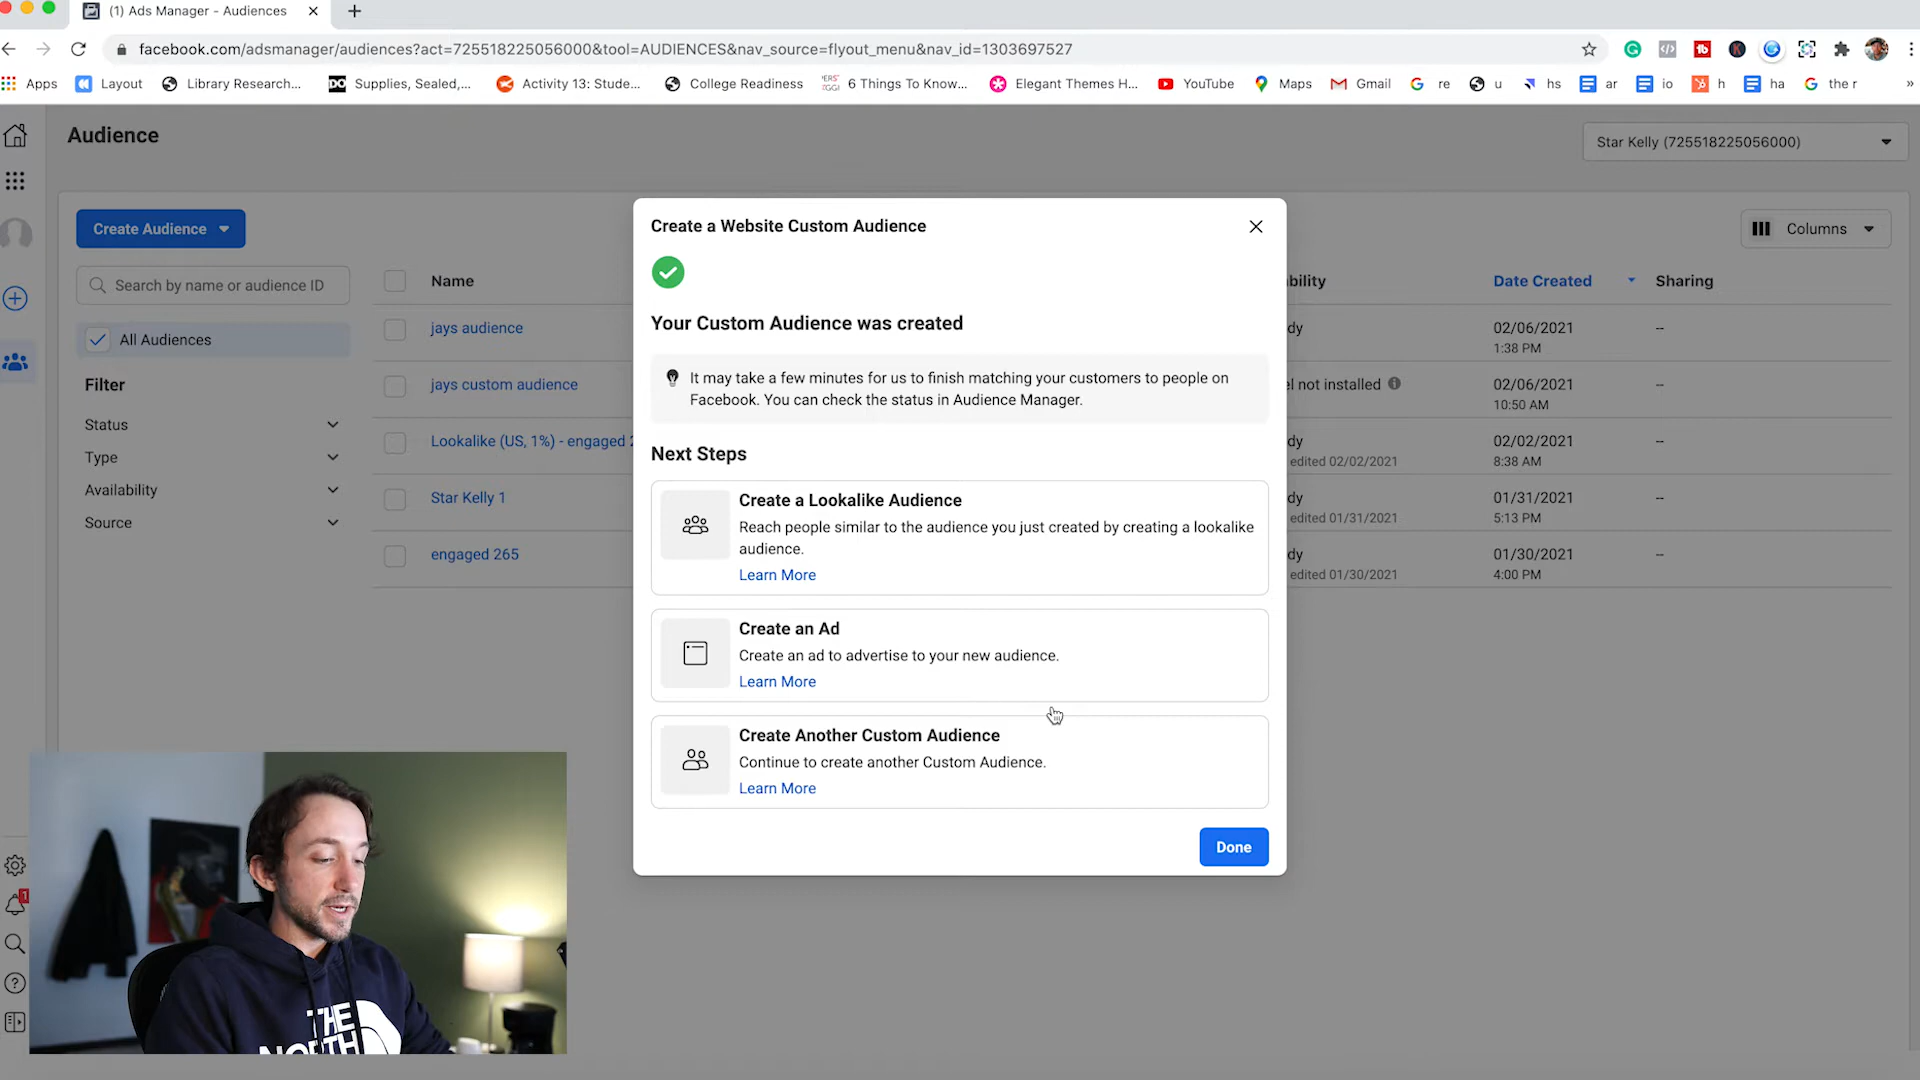 (1) Ads Manager - Audiences
facebook.com/adsmanager/audiences?act=725518225056000&tool=AUDIENCES&nav_source=flyout_menu&nav_id=1303697527
Apps
Layout
Library Research...
DO
Supplies, Sealed,...
Activity 13: Stude...
College Readiness
6 Things To Know...
Elegant Themes H...
YouTube
Maps
Gmail
re
u
hs
ar
io
h
ha
the r
»
Audience
Star Kelly (725518225056000)
Create Audience
Columns
Search by name or audience ID
All Audiences
Filter
Status
Type
Availability
Source
Name
bility
Date Created
Sharing
jays audience
dy
02/06/2021
1:38 PM
--
jays custom audience
el not installed
02/06/2021
10:50 AM
--
Lookalike (US, 1%) - engaged 2
dy
edited 02/02/2021
02/02/2021
8:38 AM
--
Star Kelly 1
dy
edited 01/31/2021
01/31/2021
5:13 PM
--
engaged 265
dy
edited 01/30/2021
01/30/2021
4:00 PM
--
Create a Website Custom Audience
Your Custom Audience was created
It may take a few minutes for us to finish matching your customers to people on
Facebook. You can check the status in Audience Manager.
Next Steps
Create a Lookalike Audience
Reach people similar to the audience you just created by creating a lookalike
audience.
Learn More
Create an Ad
Create an ad to advertise to your new audience.
Learn More
Create Another Custom Audience
Continue to create another Custom Audience.
Learn More
Done
1
THE
NORTH